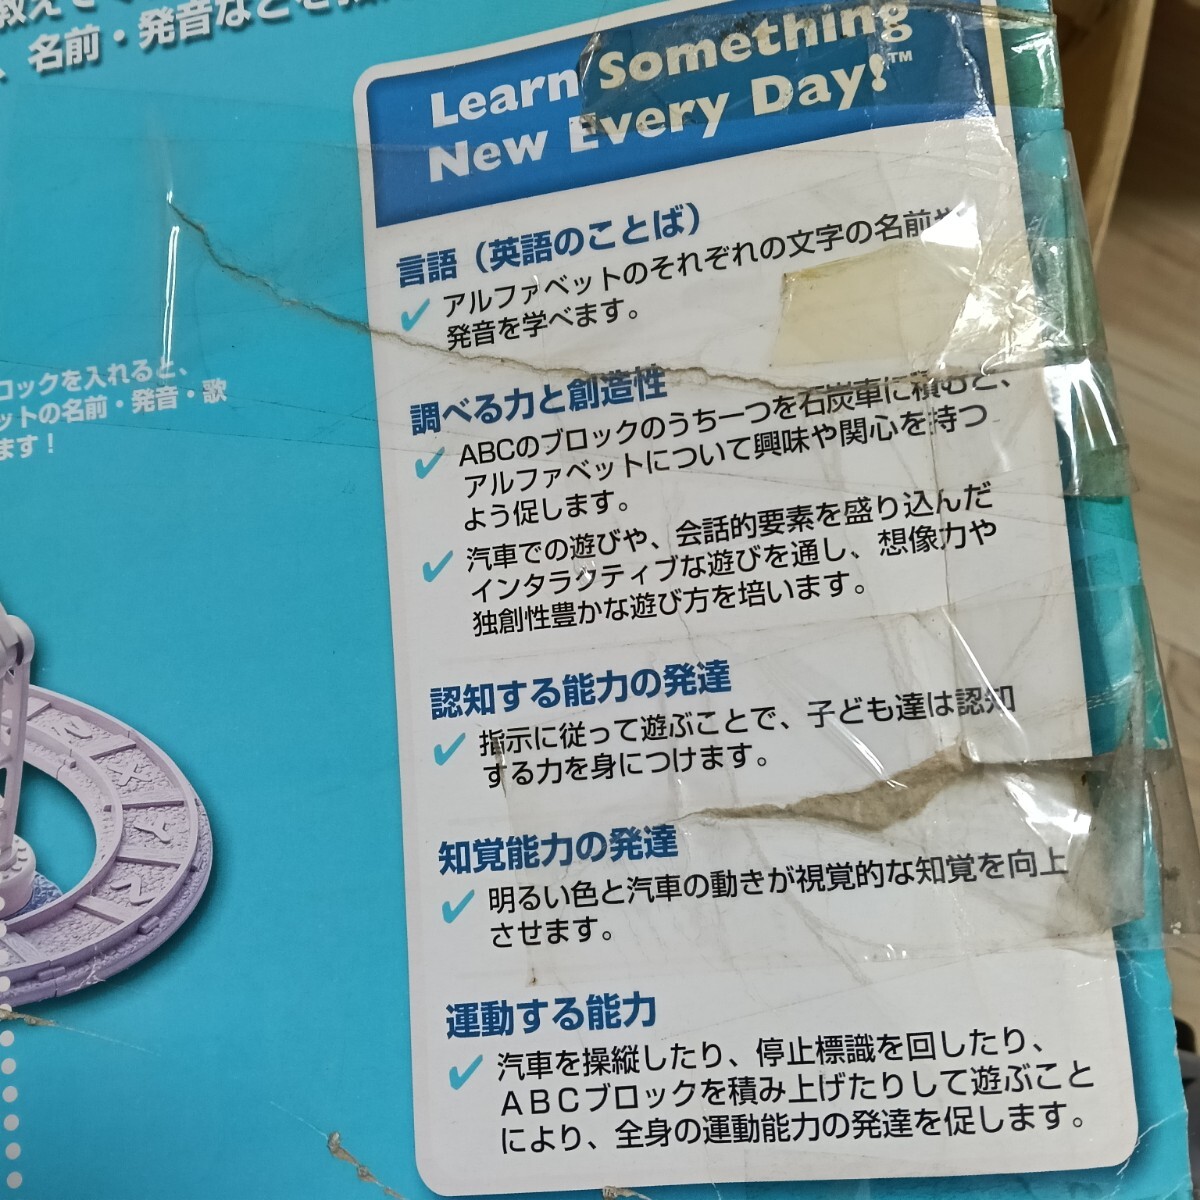 教えて
、名前・発音などを
Learn Something
New Every Day!™
言語（英語のことば）
✓ アルファベットのそれぞれの文字の名前や
発音を学べます。
ロックを入れると、
ットの名前・発音・歌
ます！
調べる力と創造性
✓ ABCのブロックのうち一つを石炭車に積むと、
アルファベットについて興味や関心を持つ
よう促します。
✓ 汽車での遊びや、会話的要素を盛り込んだ
インタラクティブな遊びを通し、想像力や
独創性豊かな遊び方を培います。
認知する能力の発達
✓ 指示に従って遊ぶことで、子ども達は認知
する力を身につけます。
知覚能力の発達
✓ 明るい色と汽車の動きが視覚的な知覚を向上
させます。
運動する能力
✓ 汽車を操縦したり、停止標識を回したり、
ＡＢＣブロックを積み上げたりして遊ぶこと
により、全身の運動能力の発達を促します。